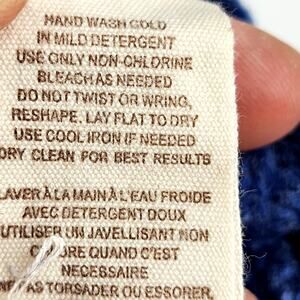 HAND WASH COLD
IN MILD DETERGENT
USE ONLY NON-CHLORINE
BLEACH AS NEEDED
DO NOT TWIST OR WRING,
RESHAPE. LAY FLAT TO DRY
USE COOL IRON IF NEEDED
DRY CLEAN FOR BEST RESULTS
LAVER À LA MAIN À L'EAU FROIDE
AVEC DETERGENT DOUX
UTILISER UN JAVELLISANT NON
QUAND C'EST
NECESSAIRE
PAS TORSADER OU ESSORER,